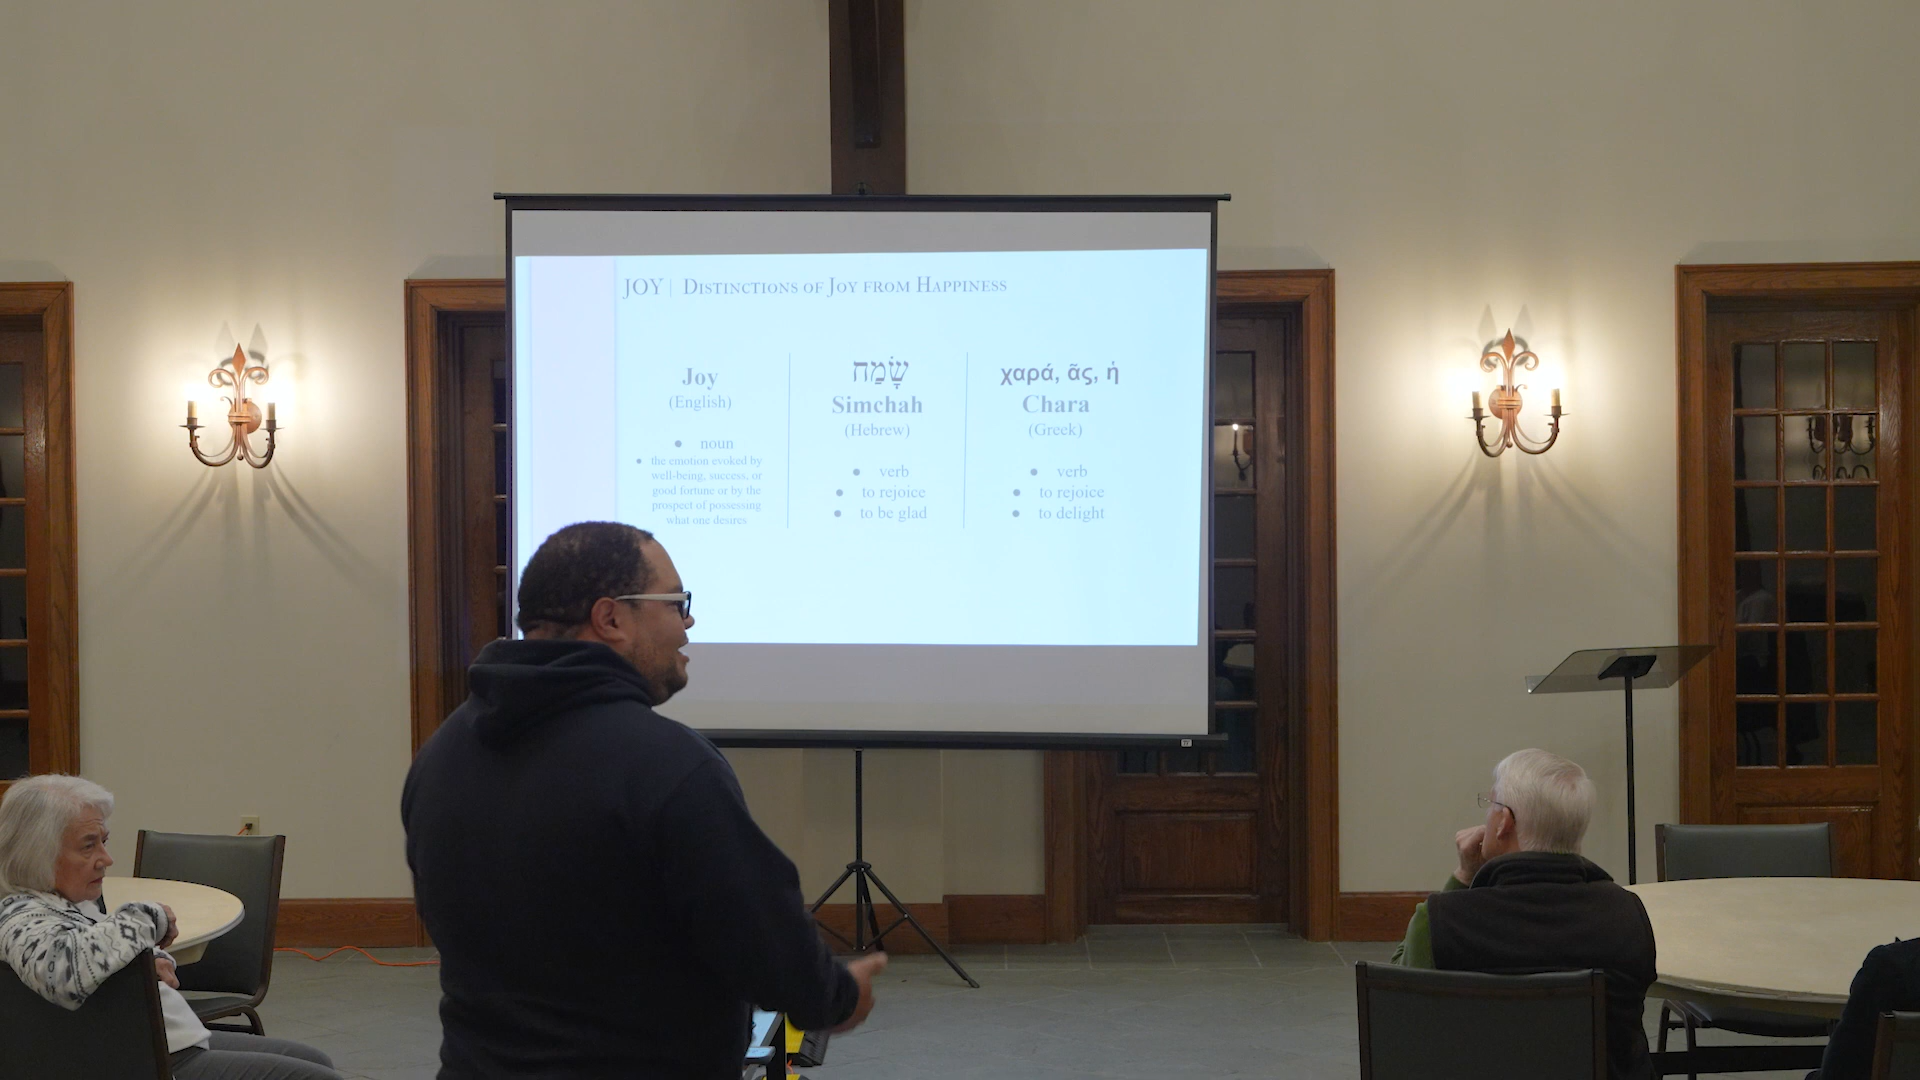 JOY | Distinctions of Joy from Happiness
Joy
(English)
• noun
• the emotion evoked by
well-being, success, or
good fortune or by the
prospect of possessing
what one desires
שָׂמַח
Simchah
(Hebrew)
• verb
• to rejoice
• to be glad
χαρά, ᾶς, ἡ
Chara
(Greek)
• verb
• to rejoice
• to delight